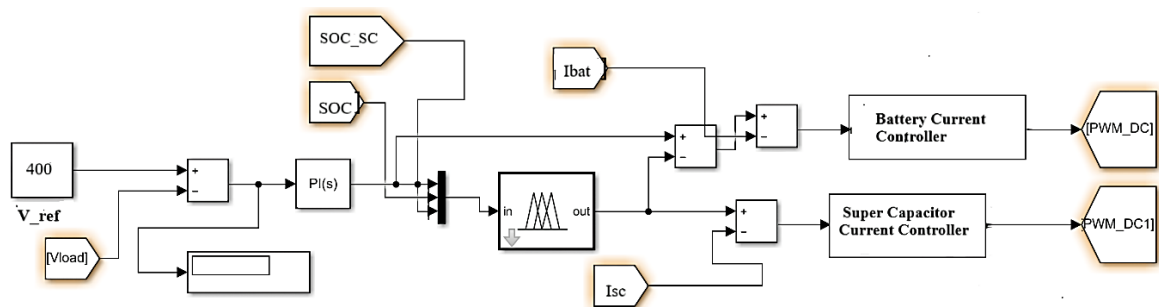 SOC_SC
Ibat
SOC
+
−
+
−
Battery Current
Controller
[PWM_DC]
400
V_ref
+
−
PI(s)
in
out
+
−
Super Capacitor
Current Controller
PWM_DC1]
[Vload]
Isc